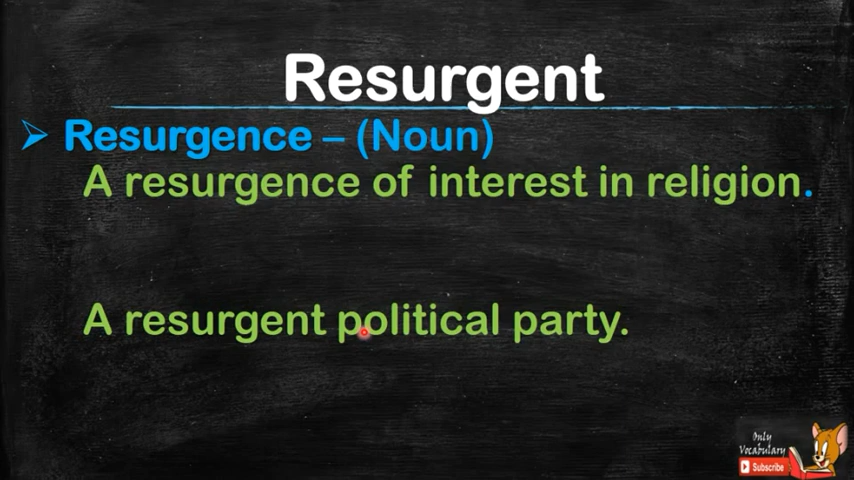 Resurgent
➢ Resurgence – (Noun)
A resurgence of interest in religion.
A resurgent political party.
Only
Vocabulary
Subscribe